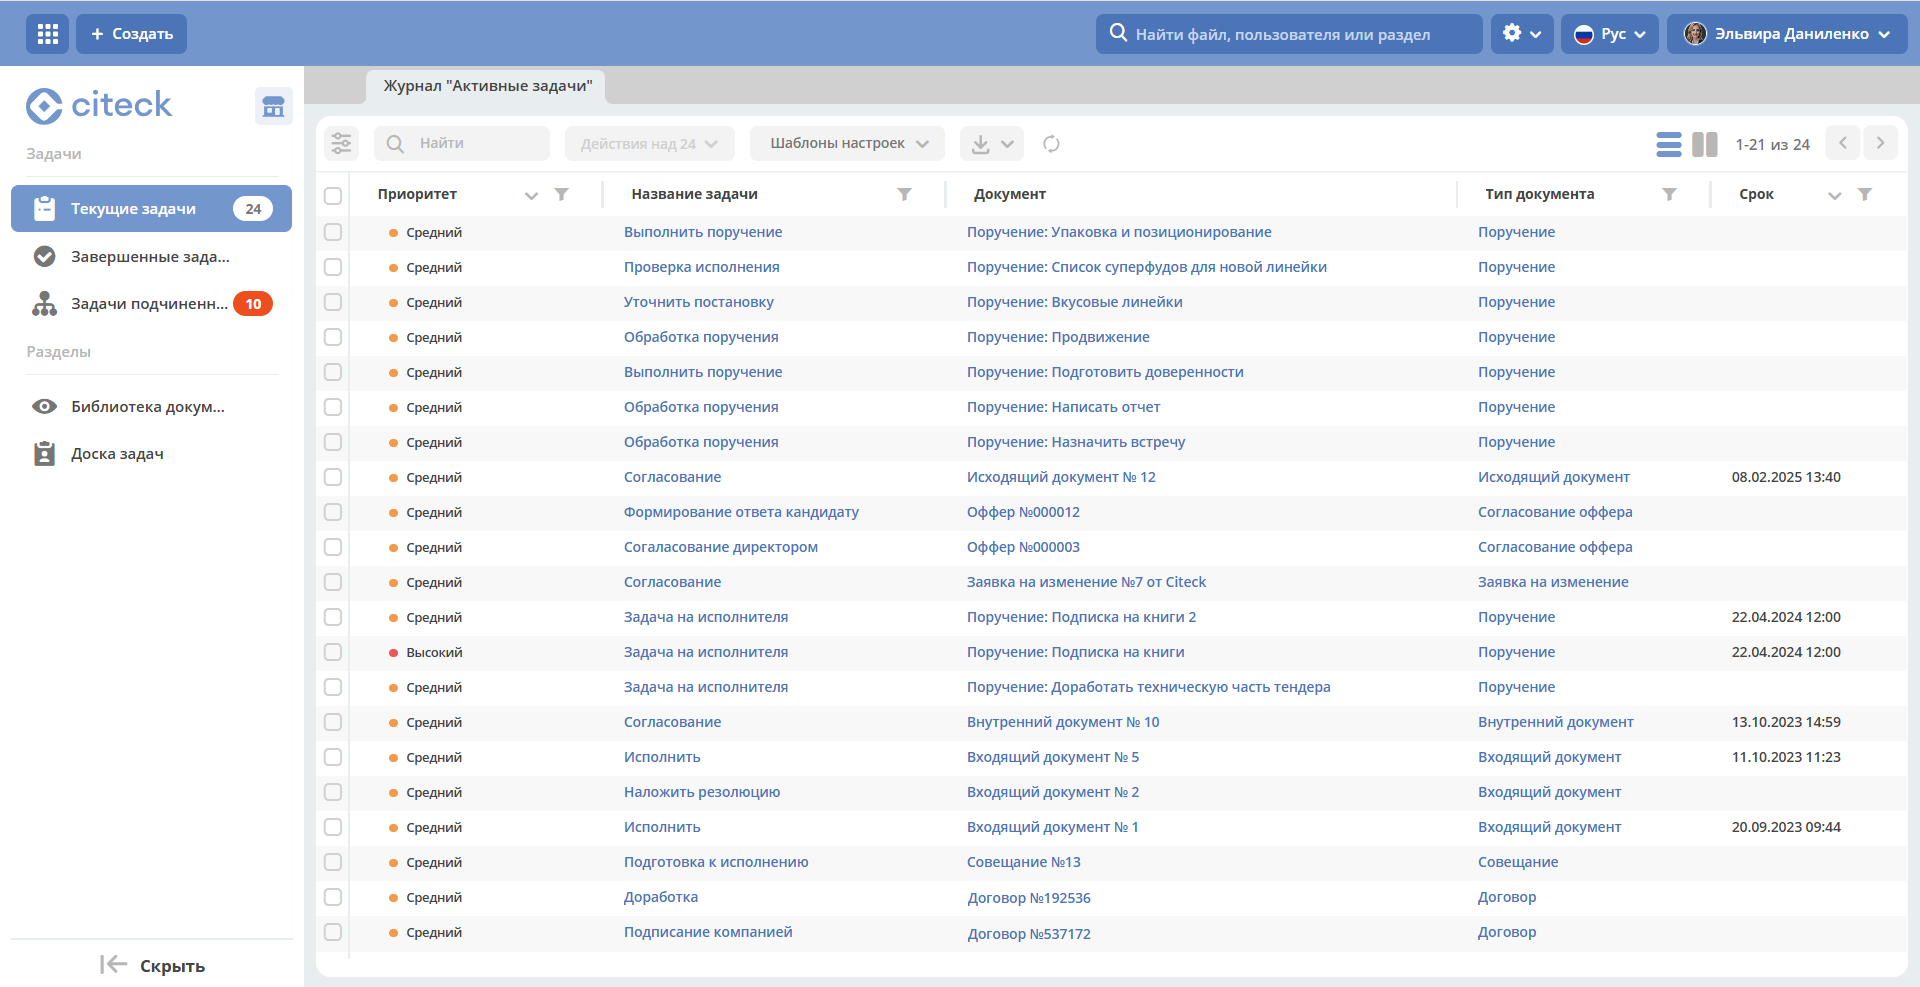 Создать
Найти файл, пользователя или раздел
Рус
Эльвира Даниленко
citeck
Журнал "Активные задачи"
Задачи
Текущие задачи 24
Завершенные зада...
Задачи подчиненн... 10
Разделы
Библиотека докум...
Доска задач
Скрыть
Найти
Действия над 24
Шаблоны настроек
1-21 из 24
Приоритет Название задачи Документ Тип документа Срок
Средний Выполнить поручение Поручение: Упаковка и позиционирование Поручение
Средний Проверка исполнения Поручение: Список суперфудов для новой линейки Поручение
Средний Уточнить постановку Поручение: Вкусовые линейки Поручение
Средний Обработка поручения Поручение: Продвижение Поручение
Средний Выполнить поручение Поручение: Подготовить доверенности Поручение
Средний Обработка поручения Поручение: Написать отчет Поручение
Средний Обработка поручения Поручение: Назначить встречу Поручение
Средний Согласование Исходящий документ № 12 Исходящий документ 08.02.2025 13:40
Средний Формирование ответа кандидату Оффер №000012 Согласование оффера
Средний Согаласование директором Оффер №000003 Согласование оффера
Средний Согласование Заявка на изменение №7 от Citeck Заявка на изменение
Средний Задача на исполнителя Поручение: Подписка на книги 2 Поручение 22.04.2024 12:00
Высокий Задача на исполнителя Поручение: Подписка на книги Поручение 22.04.2024 12:00
Средний Задача на исполнителя Поручение: Доработать техническую часть тендера Поручение
Средний Согласование Внутренний документ № 10 Внутренний документ 13.10.2023 14:59
Средний Исполнить Входящий документ № 5 Входящий документ 11.10.2023 11:23
Средний Наложить резолюцию Входящий документ № 2 Входящий документ
Средний Исполнить Входящий документ № 1 Входящий документ 20.09.2023 09:44
Средний Подготовка к исполнению Совещание №13 Совещание
Средний Доработка Договор №192536 Договор
Средний Подписание компанией Договор №537172 Договор